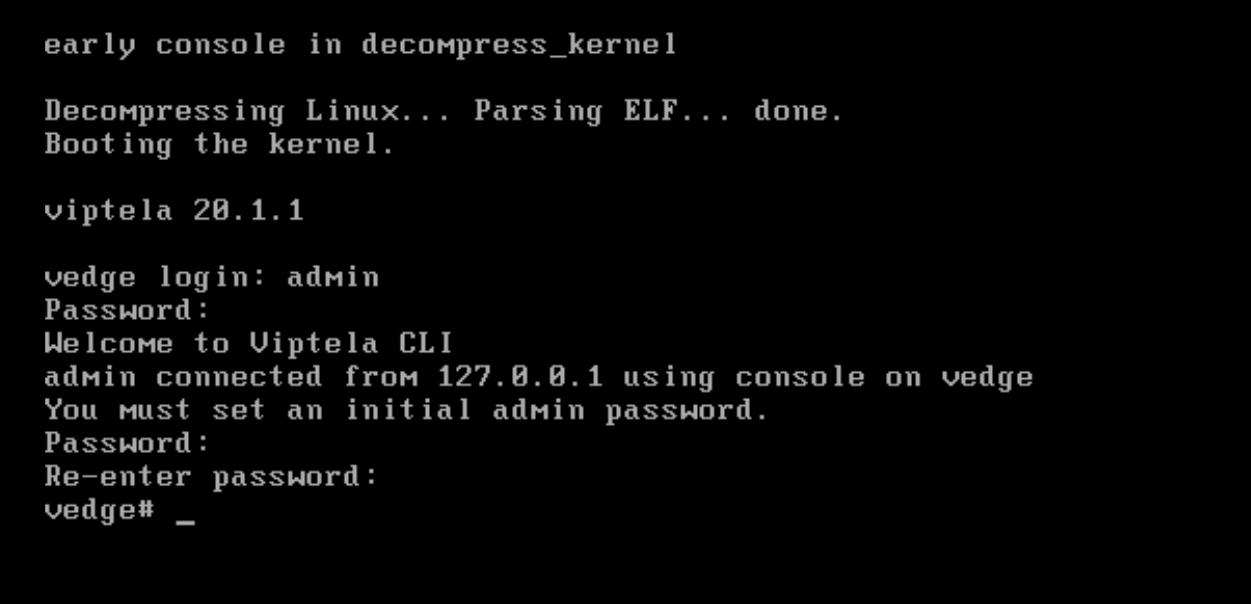 early console in decompress_kernel
Decompressing Linux... Parsing ELF... done.
Booting the kernel.
viptela 20.1.1
vedge login: admin
Password:
Welcome to Viptela CLI
admin connected from 127.0.0.1 using console on vedge
You must set an initial admin password.
Password:
Re-enter password:
vedge# _